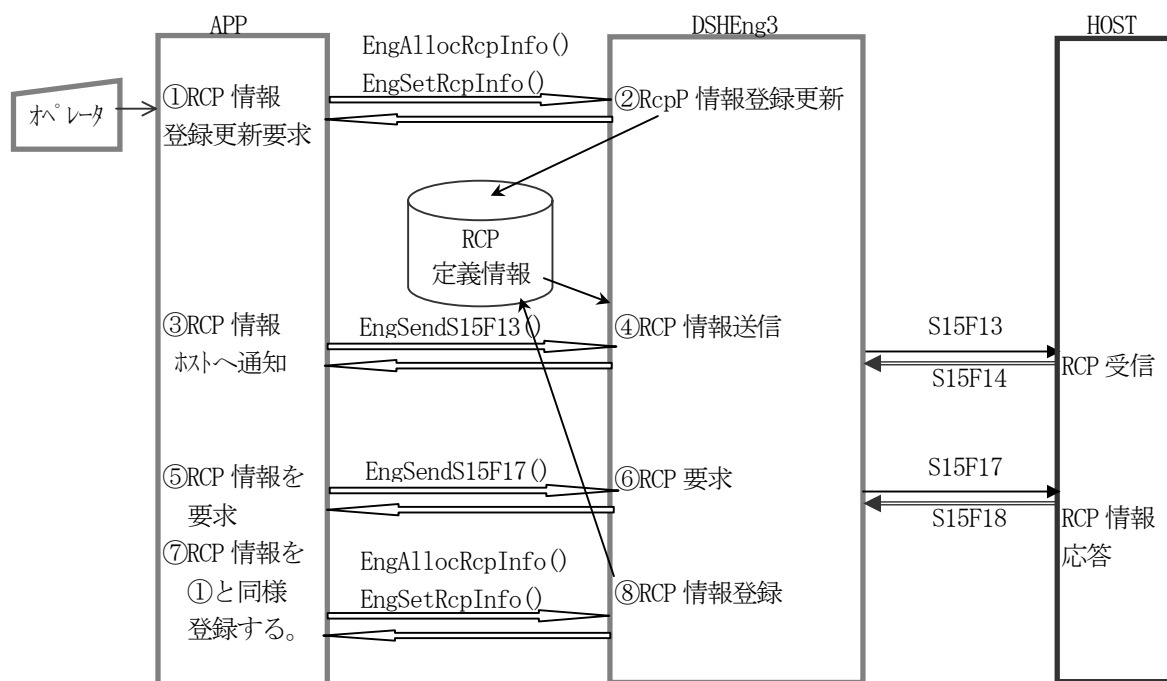 APP
DSHEng3
HOST
EngAllocRcpInfo()
EngSetRcpInfo()
オペレータ
①RCP 情報
登録更新要求
②RcpP 情報登録更新
RCP
定義情報
③RCP 情報
ホストへ通知
EngSendS15F13()
④RCP 情報送信
S15F13
S15F14
RCP 受信
⑤RCP 情報を
要求
EngSendS15F17()
⑥RCP 要求
S15F17
S15F18
RCP 情報
応答
⑦RCP 情報を
①と同様
登録する。
EngAllocRcpInfo()
EngSetRcpInfo()
⑧RCP 情報登録